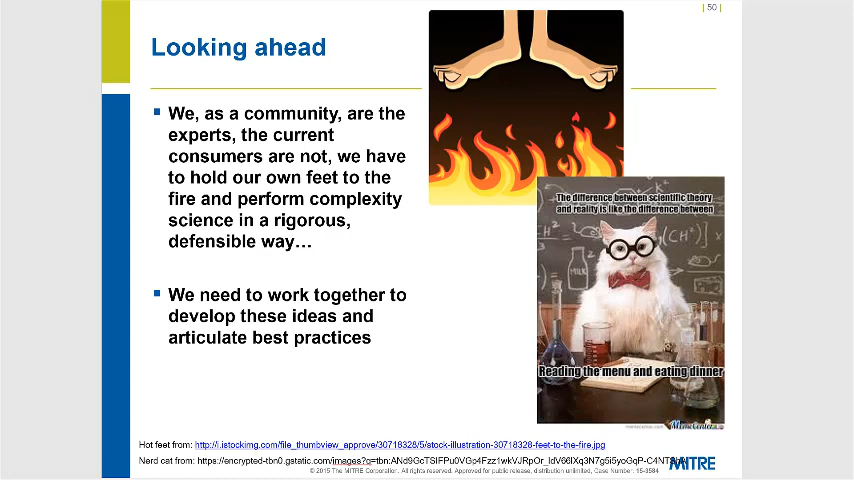 | 50 |
Looking ahead
We, as a community, are the
experts, the current
consumers are not, we have
to hold our own feet to the
fire and perform complexity
science in a rigorous,
defensible way…
We need to work together to
develop these ideas and
articulate best practices
The difference between scientific theory
and reality is like the difference between
Reading the menu and eating dinner
MILK
MemeCenter
Hot feet from: http://i.istockimg.com/file_thumbview_approve/30718328/5/stock-illustration-30718328-feet-to-the-fire.jpg
Nerd cat from:
MITRE
© 2015 The MITRE Corporation. All rights reserved. Approved for public release, distribution unlimited, Case Number: 15-3584